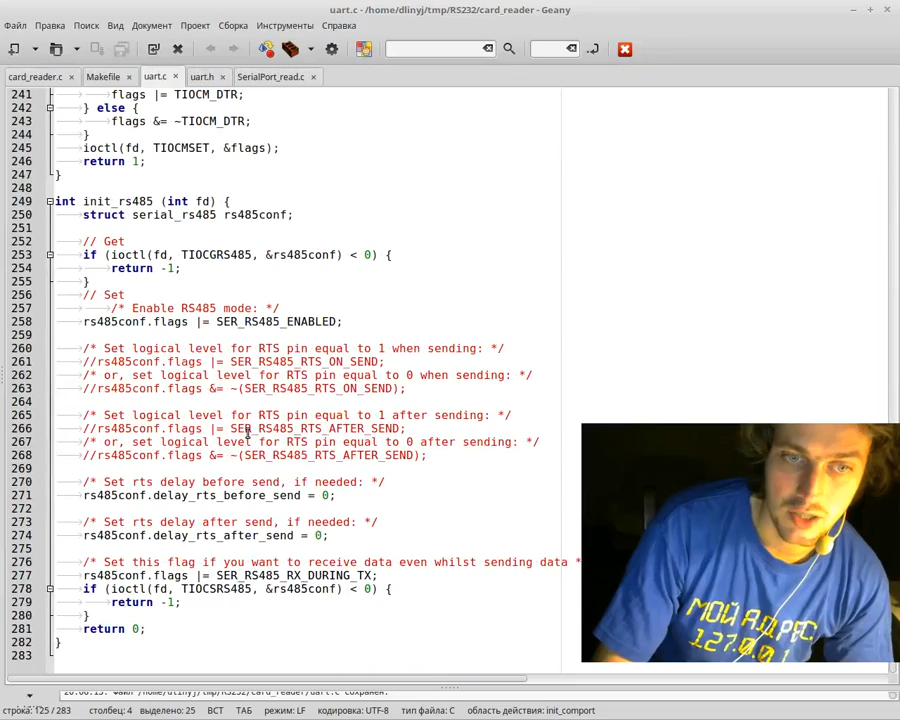 uart.c - /home/dlinyj/tmp/RS232/card_reader - Geany
Файл Правка Поиск Вид Документ Проект Сборка Инструменты Справка
card_reader.c Makefile uart.c uart.h SerialPort_read.c
241 flags |= TIOCM_DTR;
242 } else {
243 flags &= ~TIOCM_DTR;
244 }
245 ioctl(fd, TIOCMSET, &flags);
246 return 1;
247 }
248
249 int init_rs485 (int fd) {
250 struct serial_rs485 rs485conf;
251
252 // Get
253 if (ioctl(fd, TIOCGRS485, &rs485conf) < 0) {
254 return -1;
255 }
256 // Set
257 /* Enable RS485 mode: */
258 rs485conf.flags |= SER_RS485_ENABLED;
259
260 /* Set logical level for RTS pin equal to 1 when sending: */
261 //rs485conf.flags |= SER_RS485_RTS_ON_SEND;
262 /* or, set logical level for RTS pin equal to 0 when sending: */
263 //rs485conf.flags &= ~(SER_RS485_RTS_ON_SEND);
264
265 /* Set logical level for RTS pin equal to 1 after sending: */
266 //rs485conf.flags |= SER_RS485_RTS_AFTER_SEND;
267 /* or, set logical level for RTS pin equal to 0 after sending: */
268 //rs485conf.flags &= ~(SER_RS485_RTS_AFTER_SEND);
269
270 /* Set rts delay before send, if needed: */
271 rs485conf.delay_rts_before_send = 0;
272
273 /* Set rts delay after send, if needed: */
274 rs485conf.delay_rts_after_send = 0;
275
276 /* Set this flag if you want to receive data even whilst sending data *
277 rs485conf.flags |= SER_RS485_RX_DURING_TX;
278 if (ioctl(fd, TIOCSRS485, &rs485conf) < 0) {
279 return -1;
280 }
281 return 0;
282 }
283
МОЙ АДРЕС
127.0.0.1
20:00:13: Файл /home/dlinyj/tmp/RS232/card_reader/uart.c сохранён.
строка: 125 / 283 столбец: 4 выделено: 25 ВСТ ТАБ режим: LF кодировка: UTF-8 тип файла: C область действия: init_comport